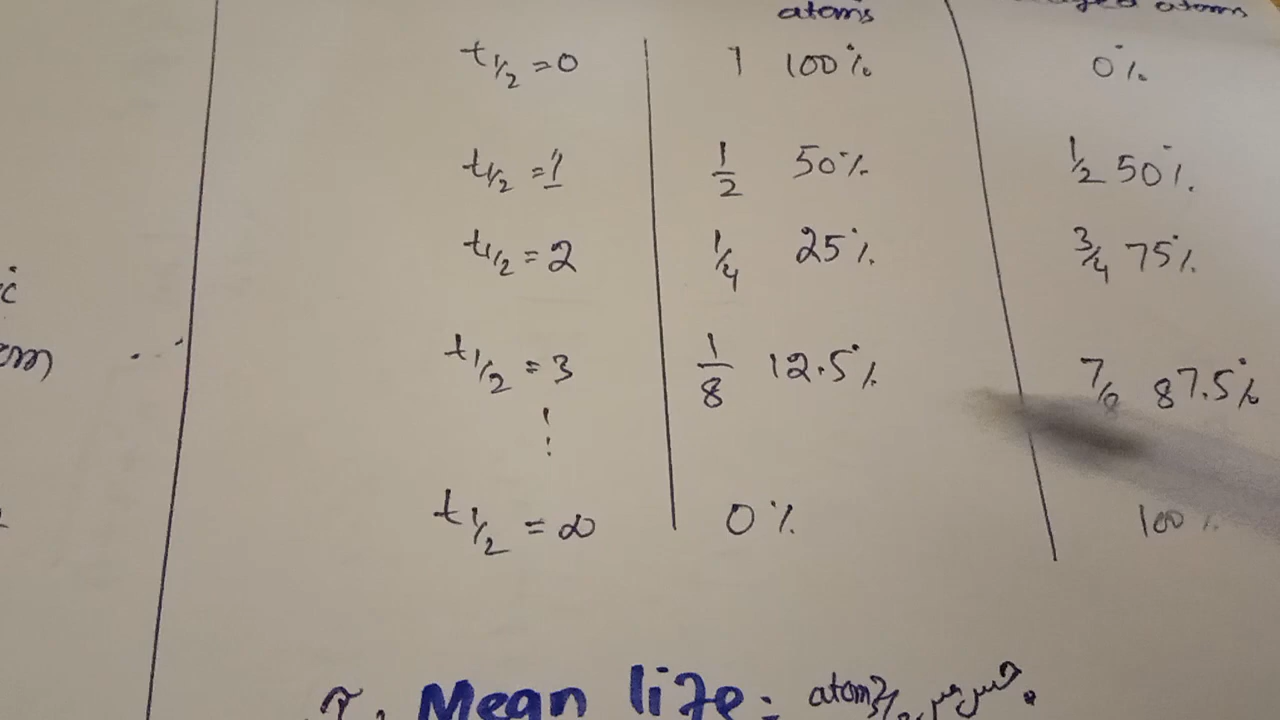 atoms atoms
t1/2 = 0 1 100% 0%
t1/2 = 1 1/2 50% 1/2 50%
t1/2 = 2 1/4 25% 3/4 75%
t1/2 = 3 1/8 12.5% 7/8 87.5%
t1/2 = ∞ 0% 100%
Mean life: atom